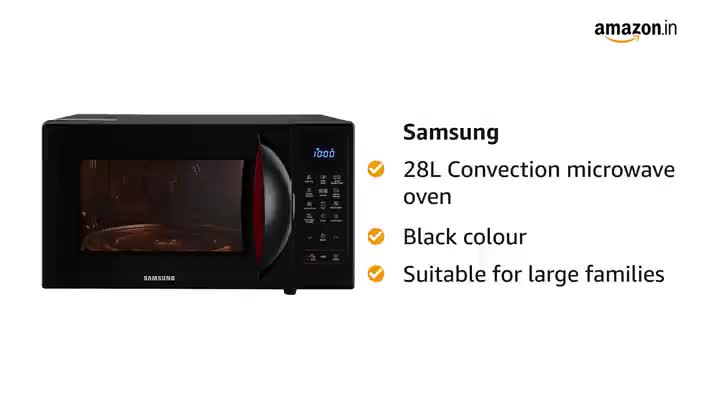 amazon.in
Samsung
28L Convection microwave
oven
Black colour
Suitable for large families
1000
SAMSUNG